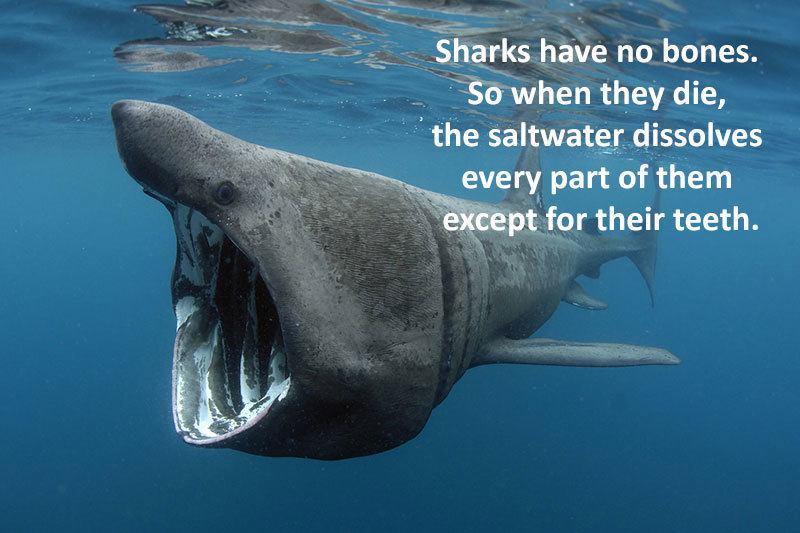 Sharks have no bones.
So when they die,
the saltwater dissolves
every part of them
except for their teeth.